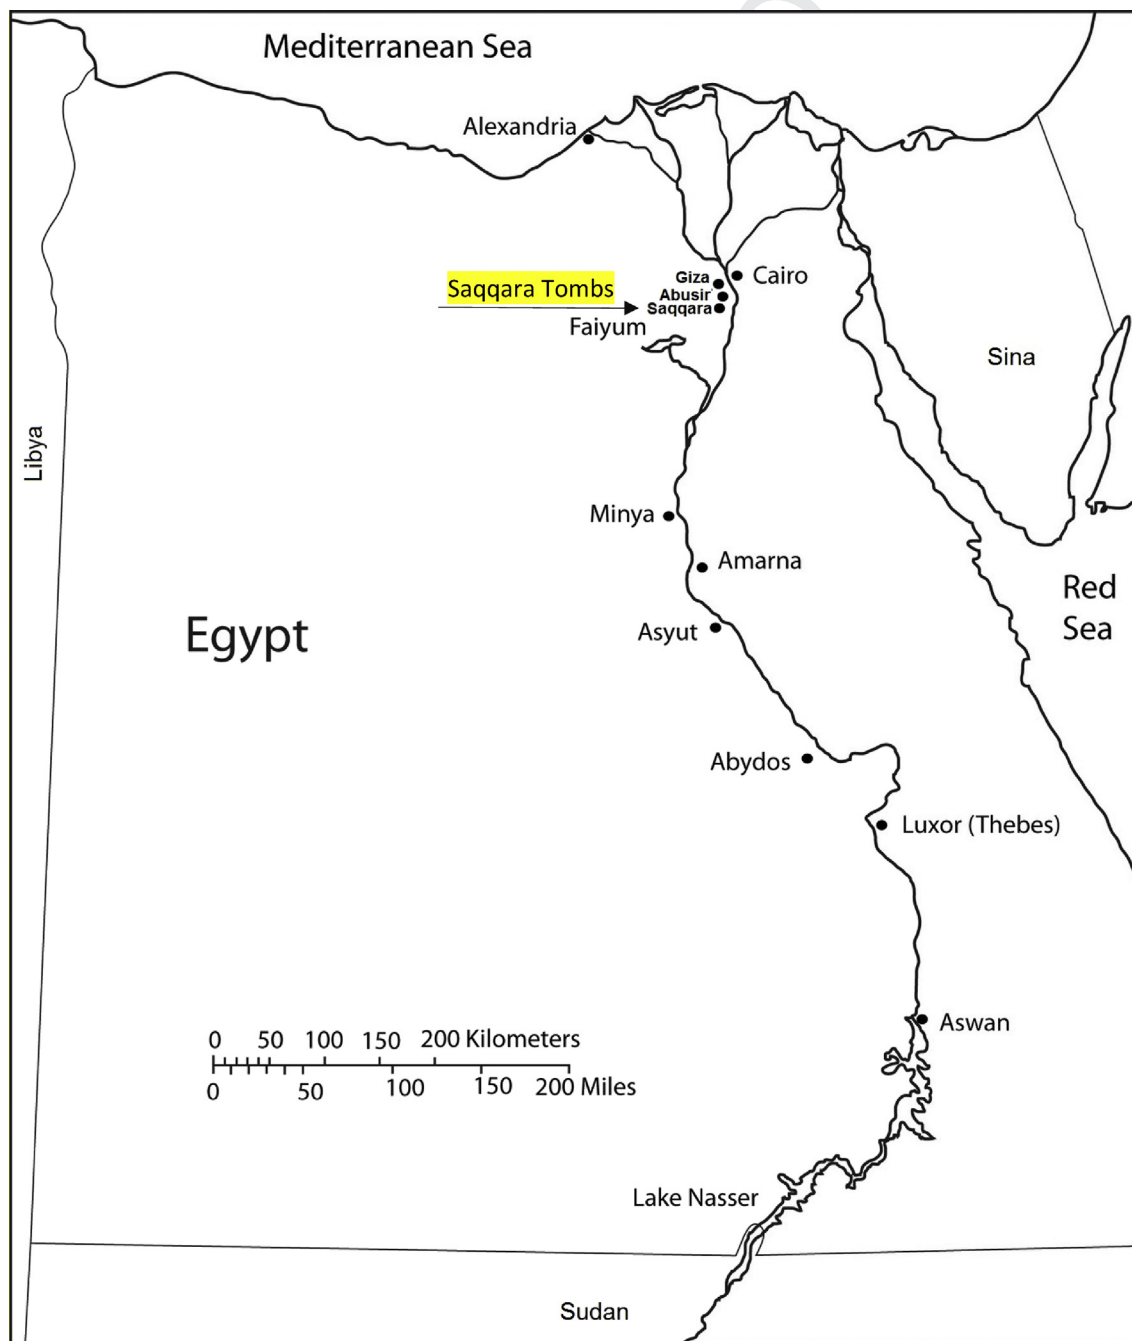 Mediterranean Sea
Alexandria
Giza
Cairo
Saqqara Tombs
Abusir
Saqqara
Faiyum
Sina
Libya
Minya
Amarna
Red
Sea
Egypt
Asyut
Abydos
Luxor (Thebes)
Aswan
0 50 100 150 200 Kilometers
0 50 100 150 200 Miles
Lake Nasser
Sudan